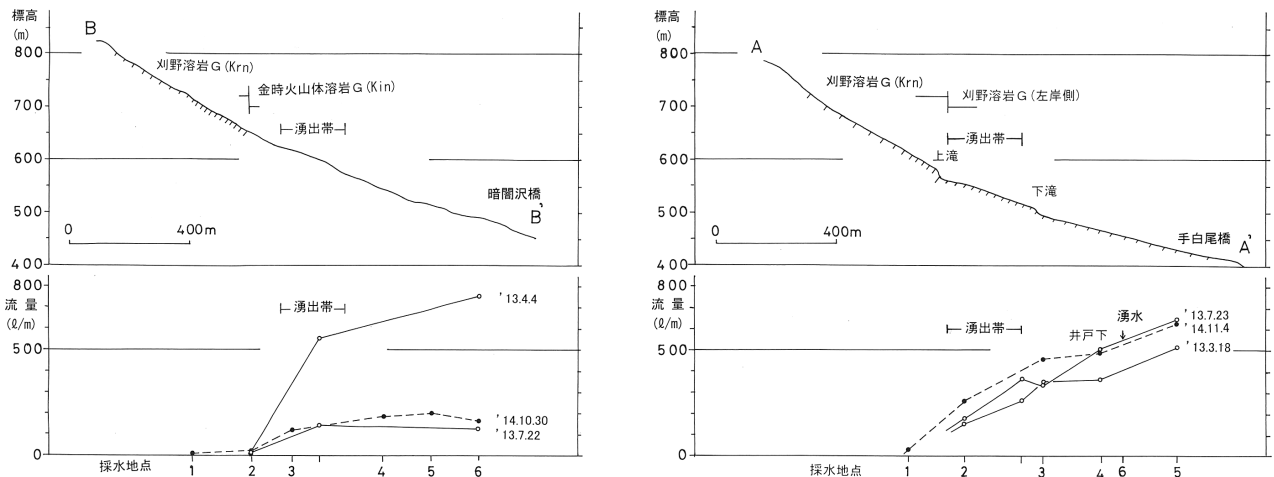 標高
(m)
B
800
刈野溶岩G(Krn)
金時火山体溶岩G(Kin)
700
湧出帯
600
暗闇沢橋
500
B'
0
400m
400
800
流量
(ℓ/m)
湧出帯
'13.4.4
500
'14.10.30
'13.7.22
0
採水地点
1
2
3
4
5
6
標高
(m)
A
800
刈野溶岩G(Krn)
刈野溶岩G(左岸側)
700
湧出帯
600
上滝
下滝
500
手白尾橋
A'
0
400m
400
800
流量
(ℓ/m)
湧水
'13.7.23
湧出帯
井戸下
'14.11.4
500
'13.3.18
0
採水地点
1
2
3
4
6
5